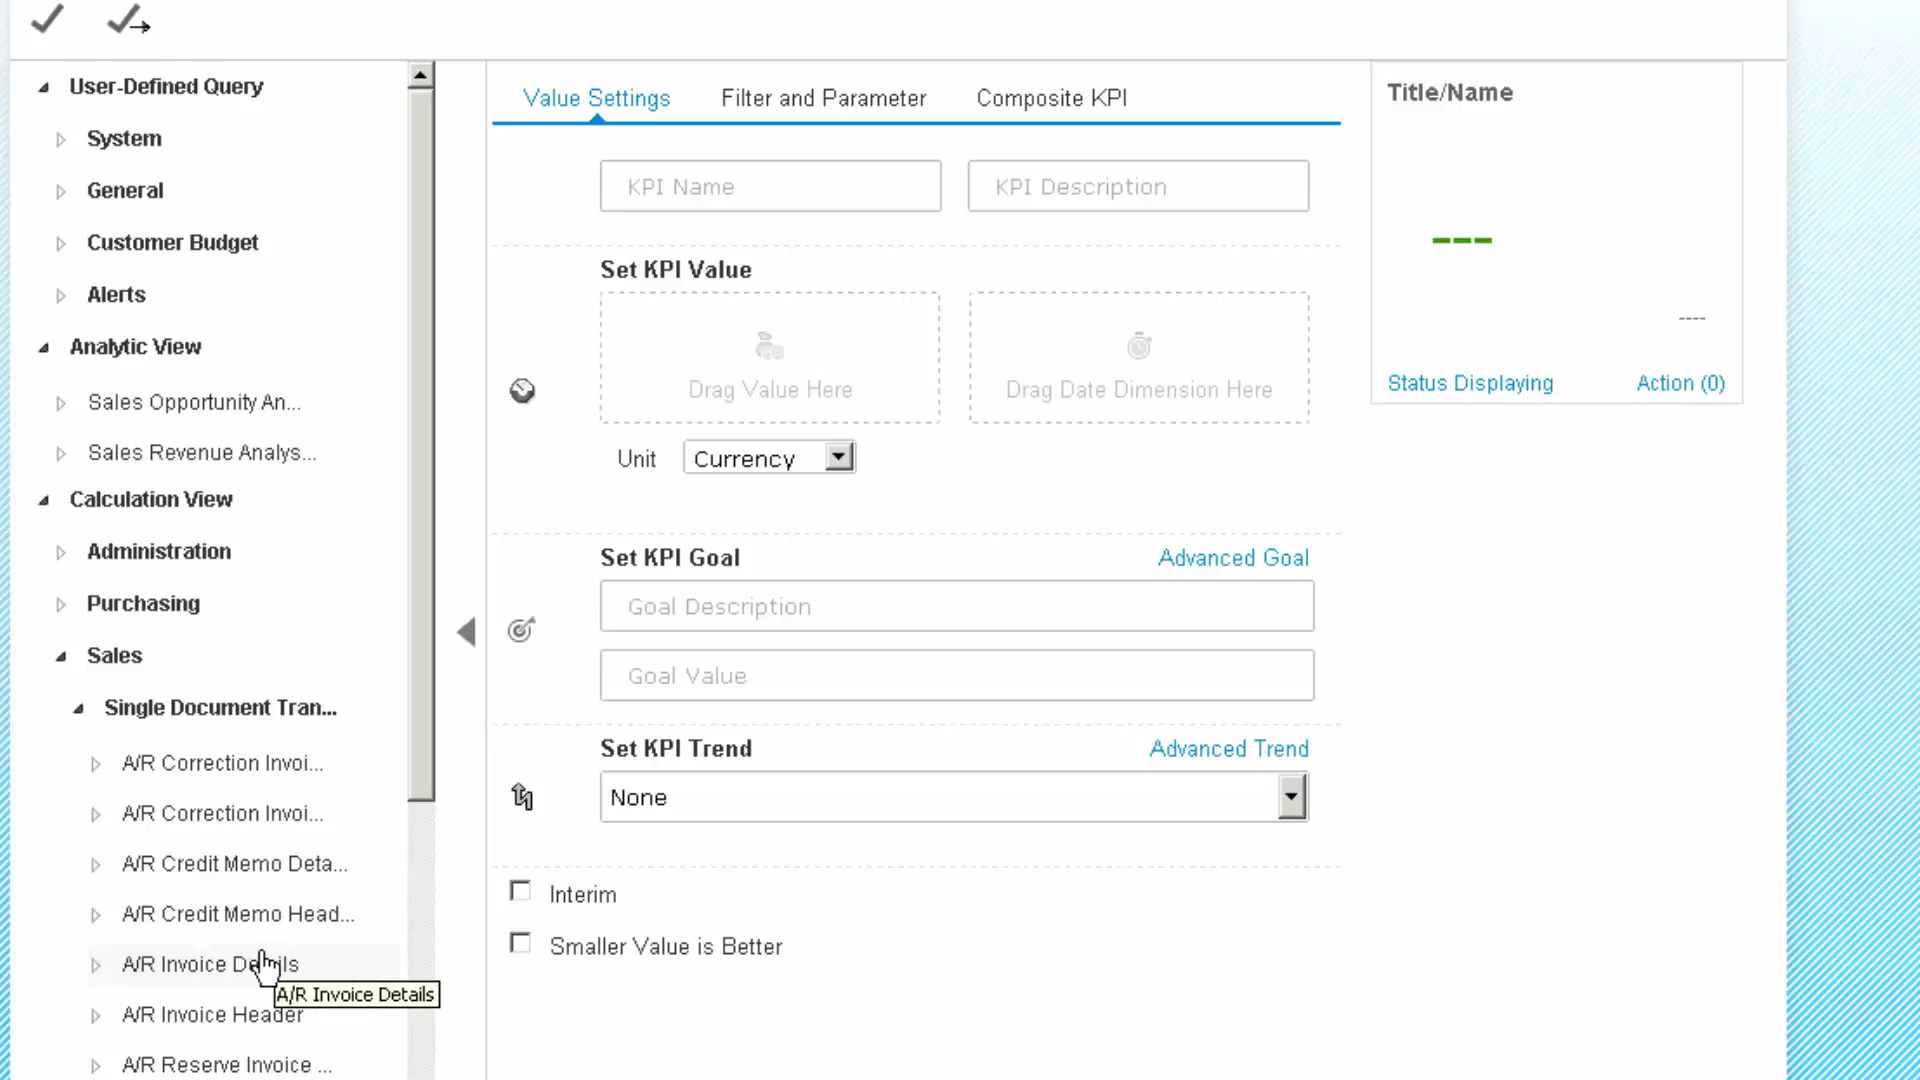 User-Defined Query
System
General
Customer Budget
Alerts
Analytic View
Sales Opportunity An...
Sales Revenue Analys...
Calculation View
Administration
Purchasing
Sales
Single Document Tran...
A/R Correction Invoi...
A/R Correction Invoi...
A/R Credit Memo Deta...
A/R Credit Memo Head...
A/R Invoice Details
A/R Invoice Details
A/R Invoice Header
A/R Reserve Invoice ...
Value Settings Filter and Parameter Composite KPI
KPI Name KPI Description
Set KPI Value
Drag Value Here Drag Date Dimension Here
Unit Currency
Set KPI Goal Advanced Goal
Goal Description
Goal Value
Set KPI Trend Advanced Trend
None
Interim
Smaller Value is Better
Title/Name
---
----
Status Displaying Action (0)